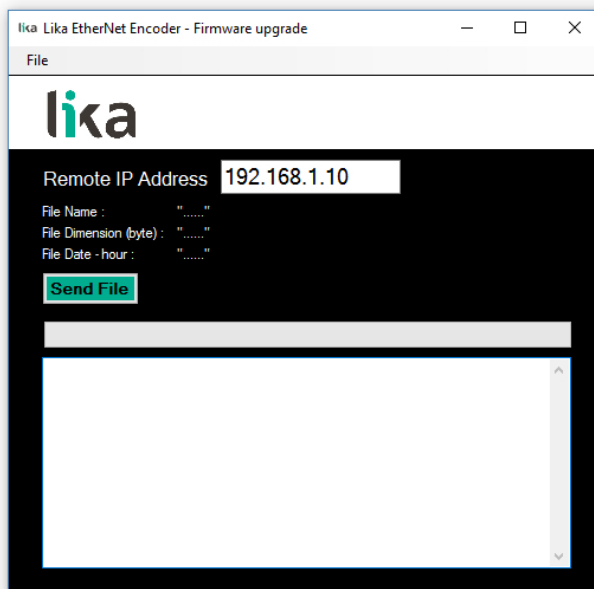 lika Lika EtherNet Encoder - Firmware upgrade
File
lika
Remote IP Address 192.168.1.10
File Name : "......"
File Dimension (byte) : "......"
File Date - hour : "......"
Send File